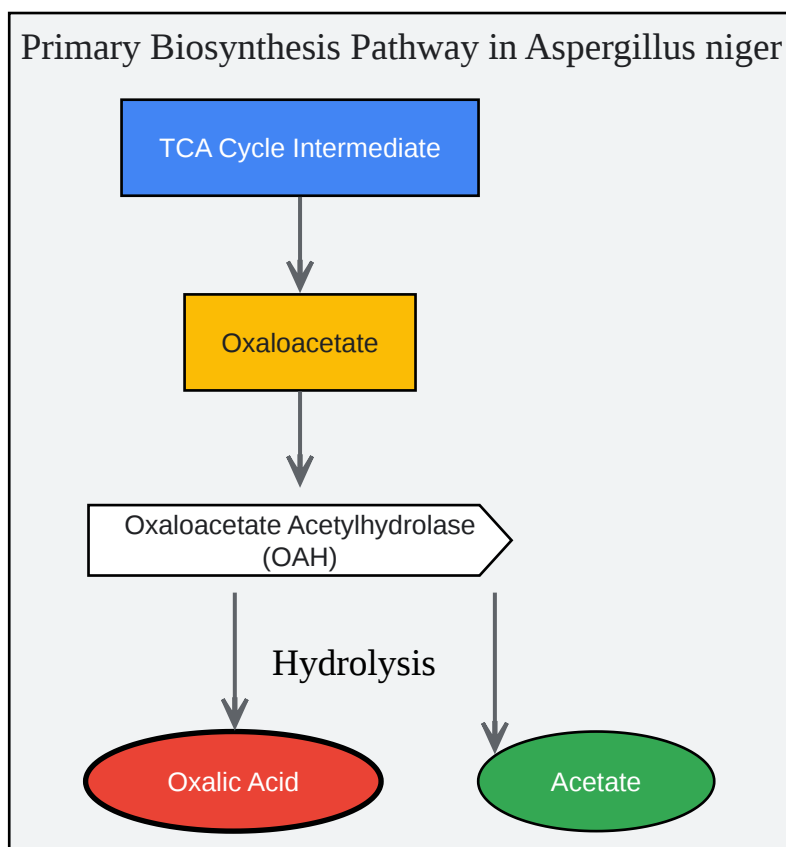 Primary Biosynthesis Pathway in Aspergillus niger
TCA Cycle Intermediate
Oxaloacetate
Oxaloacetate Acetylhydrolase
(OAH)
Hydrolysis
Oxalic Acid
Acetate